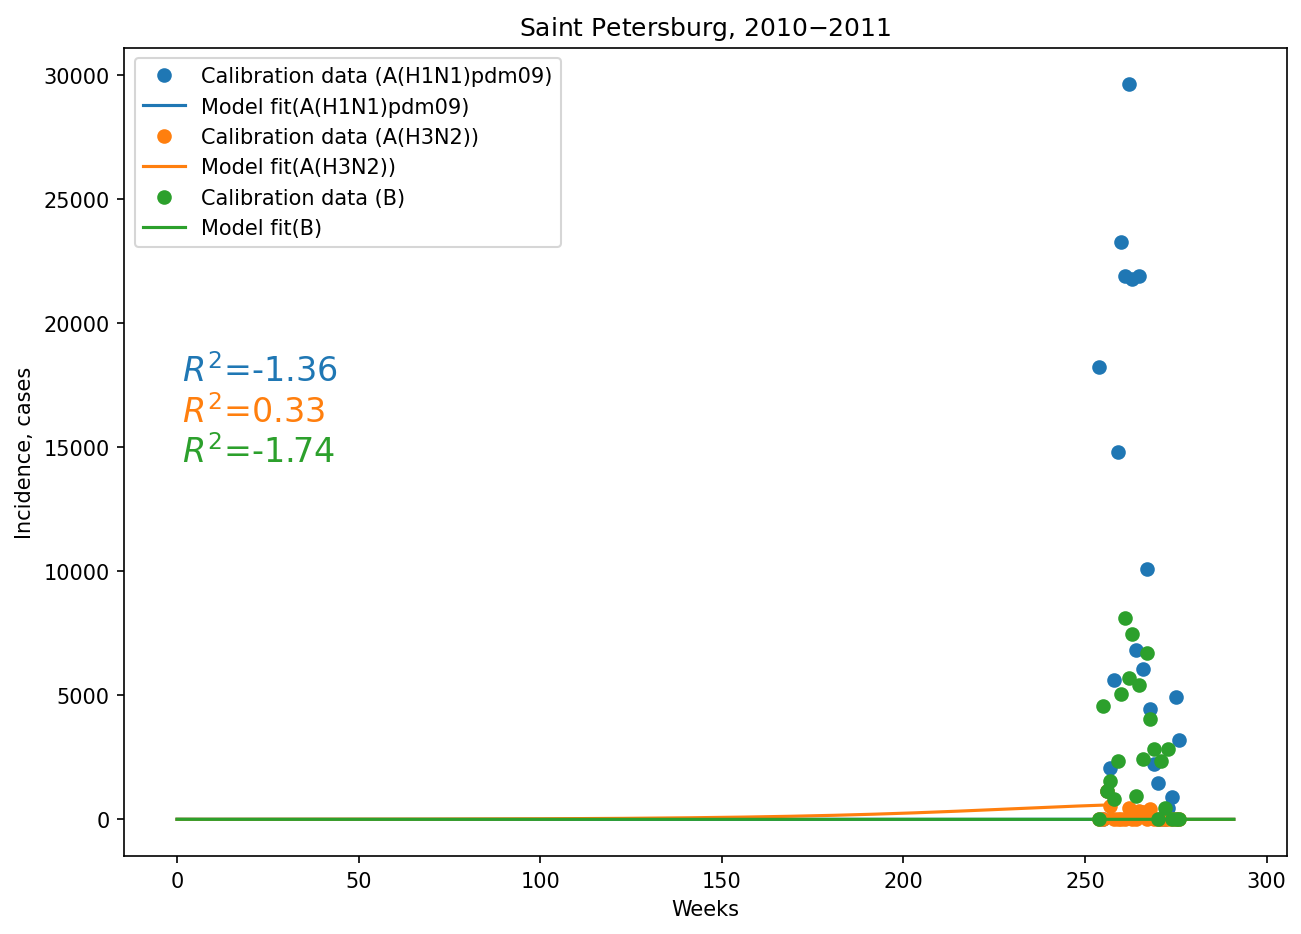 Saint Petersburg, 2010−2011
Calibration data (A(H1N1)pdm09)
Model fit(A(H1N1)pdm09)
Calibration data (A(H3N2))
Model fit(A(H3N2))
Calibration data (B)
Model fit(B)
R²=-1.36
R²=0.33
R²=-1.74
Incidence, cases
30000
25000
20000
15000
10000
5000
0
0 50 100 150 200 250 300
Weeks